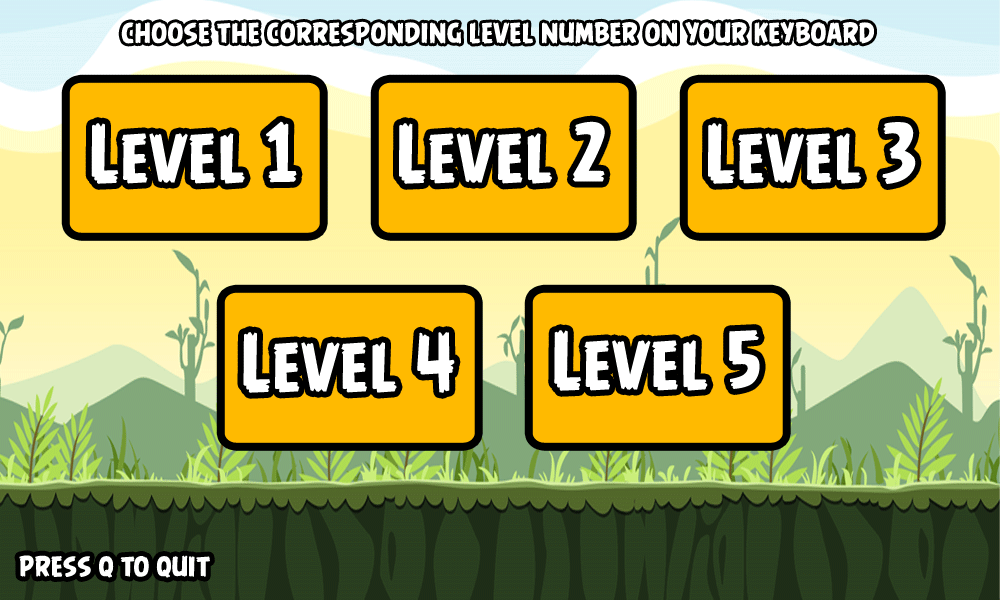 CHOOSE THE CORRESPONDING LEVEL NUMBER ON YOUR KEYBOARD
LEVEL 1
LEVEL 2
LEVEL 3
LEVEL 4
LEVEL 5
PRESS Q TO QUIT